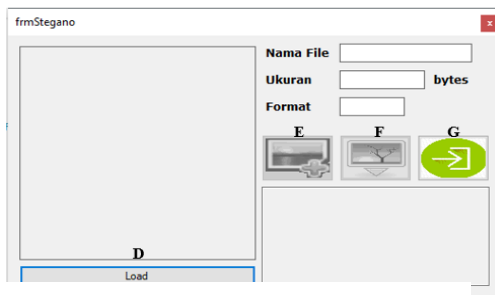 frmStegano
x
Nama File
Ukuran
bytes
Format
E F G
D
Load